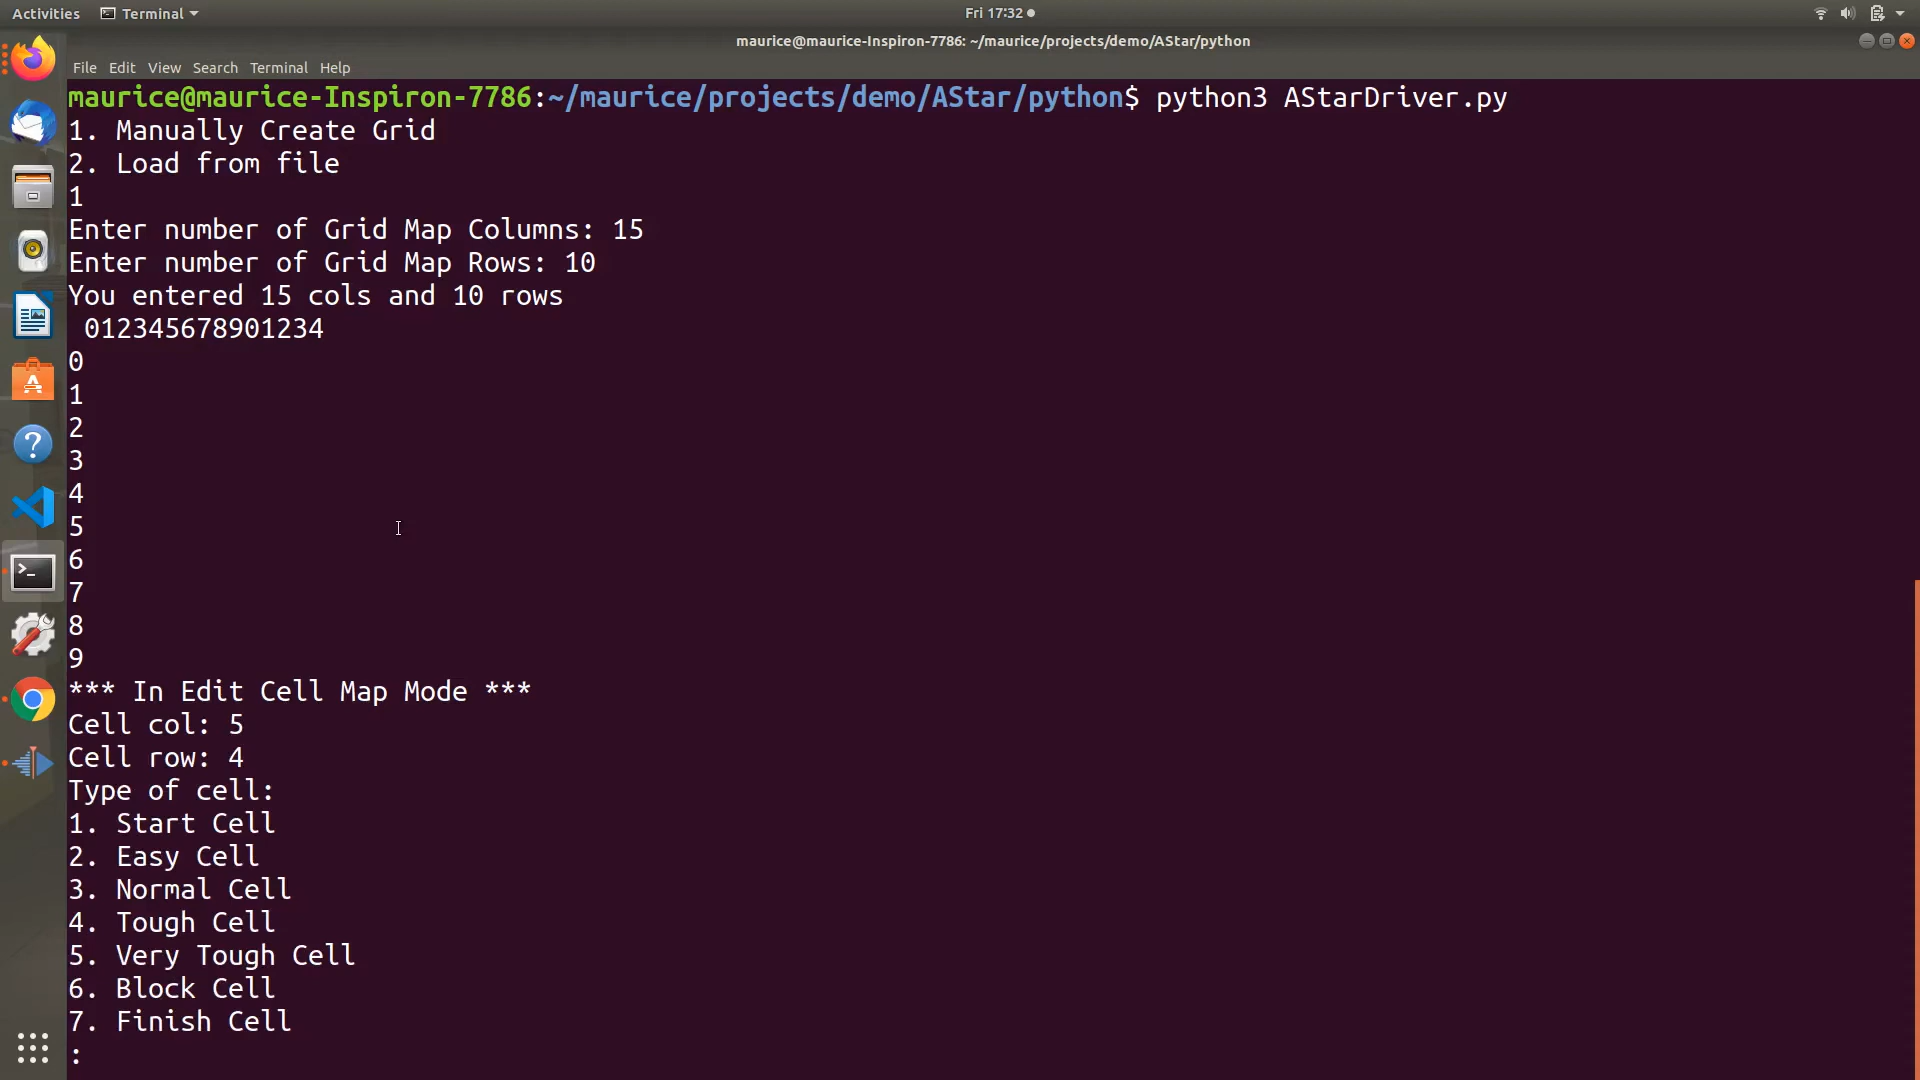 Activities Terminal Fri 17:32
maurice@maurice-Inspiron-7786: ~/maurice/projects/demo/AStar/python
File Edit View Search Terminal Help
maurice@maurice-Inspiron-7786:~/maurice/projects/demo/AStar/python$ python3 AStarDriver.py
1. Manually Create Grid
2. Load from file
1
Enter number of Grid Map Columns: 15
Enter number of Grid Map Rows: 10
You entered 15 cols and 10 rows
 012345678901234
0
1
2
3
4
5
6
7
8
9
*** In Edit Cell Map Mode ***
Cell col: 5
Cell row: 4
Type of cell:
1. Start Cell
2. Easy Cell
3. Normal Cell
4. Tough Cell
5. Very Tough Cell
6. Block Cell
7. Finish Cell
: